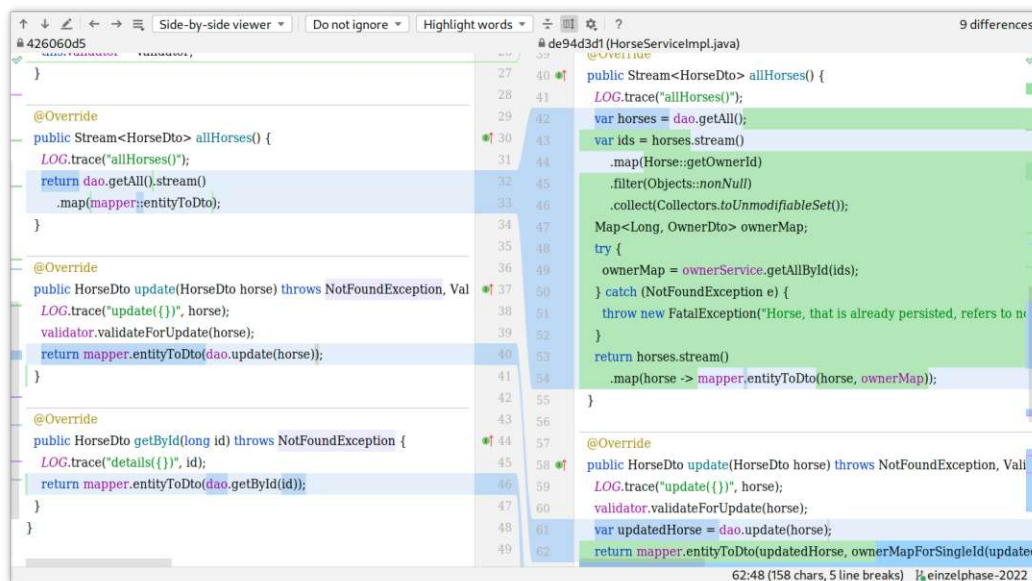 Side-by-side viewer Do not ignore Highlight words ? 9 differences
426060d5 de94d3d1 (HorseServiceImpl.java)
27 }
28
29 @Override
30 public Stream<HorseDto> allHorses() {
31 LOG.trace("allHorses()");
32 return dao.getAll().stream()
33 .map(mapper::entityToDto);
34 }
35
36 @Override
37 public HorseDto update(HorseDto horse) throws NotFoundException, Val
38 LOG.trace("update({})", horse);
39 validator.validateForUpdate(horse);
40 return mapper.entityToDto(dao.update(horse));
41 }
42
43 @Override
44 public HorseDto getById(long id) throws NotFoundException {
45 LOG.trace("details({})", id);
46 return mapper.entityToDto(dao.getById(id));
47 }
48 }
49
39 @Override
40 public Stream<HorseDto> allHorses() {
41 LOG.trace("allHorses()");
42 var horses = dao.getAll();
43 var ids = horses.stream()
44 .map(Horse::getOwnerId)
45 .filter(Objects::nonNull)
46 .collect(Collectors.toUnmodifiableSet());
47 Map<Long, OwnerDto> ownerMap;
48 try {
49 ownerMap = ownerService.getAllById(ids);
50 } catch (NotFoundException e) {
51 throw new FatalException("Horse, that is already persisted, refers to
52 }
53 return horses.stream()
54 .map(horse -> mapper.entityToDto(horse, ownerMap));
55 }
56
57 @Override
58 public HorseDto update(HorseDto horse) throws NotFoundException, Vali
59 LOG.trace("update({})", horse);
60 validator.validateForUpdate(horse);
61 var updatedHorse = dao.update(horse);
62 return mapper.entityToDto(updatedHorse, ownerMapForSingleId(update
62:48 (158 chars, 5 line breaks) einzelphase-2022